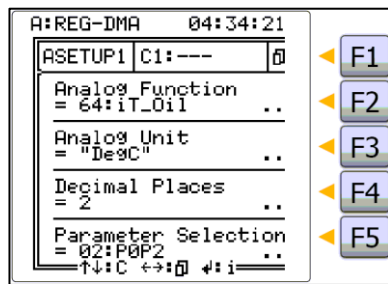 A:REG-DMA 04:34:21
ASETUP1 C1:---
F1
Analog Function
= 64:iT_Oil ..
F2
Analog Unit
= "DegC" ..
F3
Decimal Places
= 2 ..
F4
Parameter Selection
= 02:P0P2 ..
F5
↑↓:C ←→:🗐 ↲:i